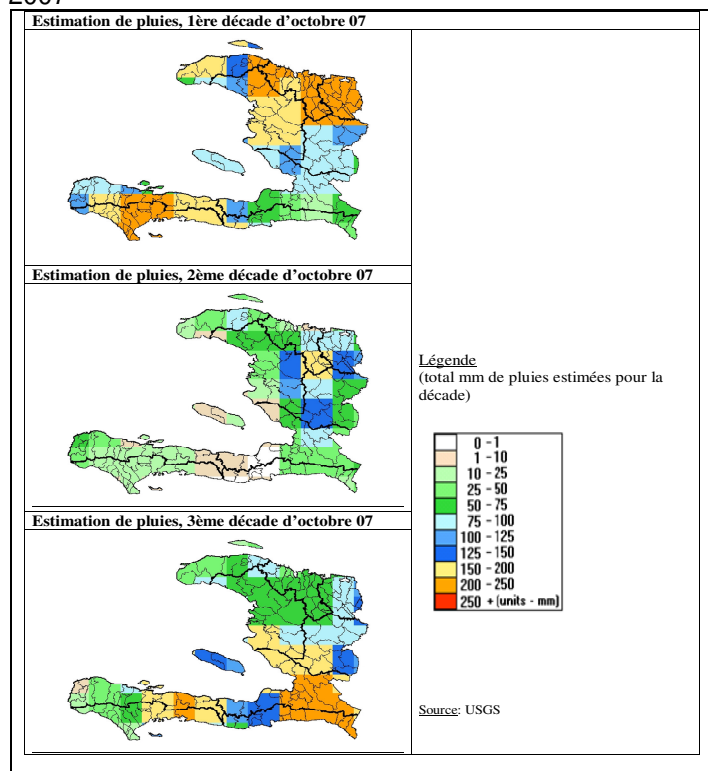 Estimation de pluies, 1ère décade d'octobre 07
Estimation de pluies, 2ème décade d'octobre 07
Légende
(total mm de pluies estimées pour la
décade)
0 - 1
1 - 10
10 - 25
25 - 50
50 - 75
75 - 100
100 - 125
125 - 150
150 - 200
200 - 250
250 + (units - mm)
Estimation de pluies, 3ème décade d'octobre 07
Source: USGS